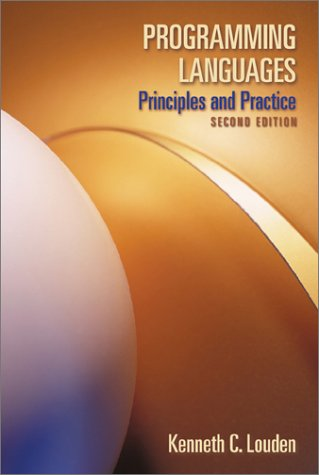 PROGRAMMING
LANGUAGES
Principles and Practice
SECOND EDITION
Kenneth C. Louden